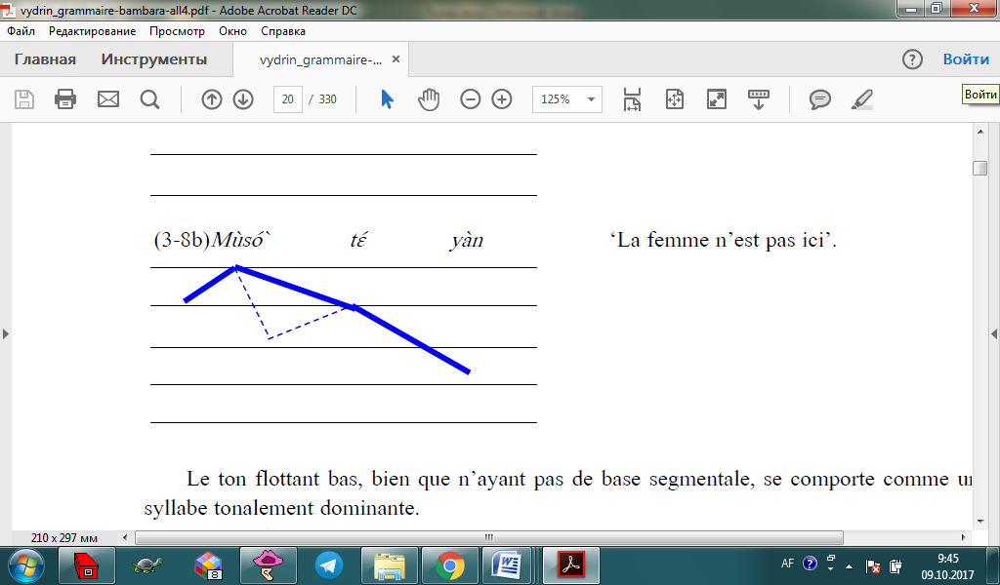 vydrin_grammaire-bambara-all4.pdf - Adobe Acrobat Reader DC
Файл Редактирование Просмотр Окно Справка
Главная Инструменты vydrin_grammaire-... × Войти
20 / 330 125%
Войти
(3-8b)Mùsó` tɛ́ yàn ‘La femme n’est pas ici’.
Le ton flottant bas, bien que n’ayant pas de base segmentale, se comporte comme
syllabe tonalement dominante.
210 x 297 мм
8
AF 9:45
09.10.2017